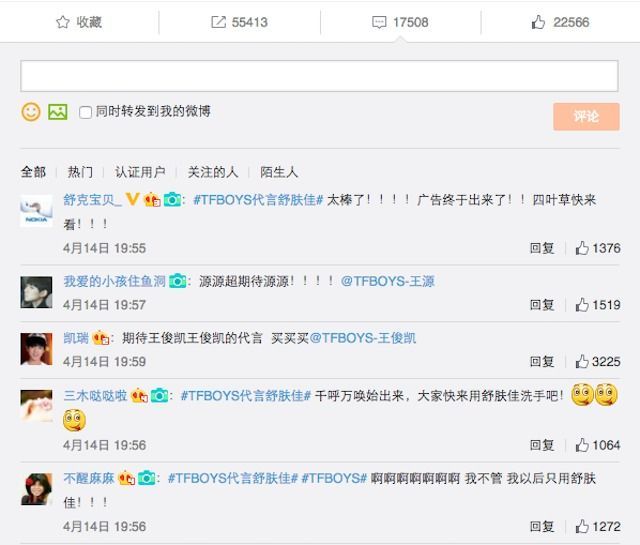 收藏 55413 17508 22566
同时转发到我的微博 评论
全部 热门 认证用户 关注的人 陌生人
舒克宝贝_ V : #TFBOYS代言舒肤佳# 太棒了！！！！广告终于出来了！！四叶草快来
看！！！
NOKIA
4月14日 19:55 回复 1376
我爱的小孩住鱼洞 : 源源超期待源源！！！！@TFBOYS-王源
4月14日 19:57 回复 1519
凯瑞 : 期待王俊凯王俊凯的代言 买买买@TFBOYS-王俊凯
4月14日 19:59 回复 3225
三木哒哒啦 : #TFBOYS代言舒肤佳# 千呼万唤始出来，大家快来用舒肤佳洗手吧！
4月14日 19:56 回复 1064
不醒麻麻 : #TFBOYS代言舒肤佳# #TFBOYS# 啊啊啊啊啊啊啊 我不管 我以后只用舒肤
佳！！！
4月14日 19:56 回复 1272